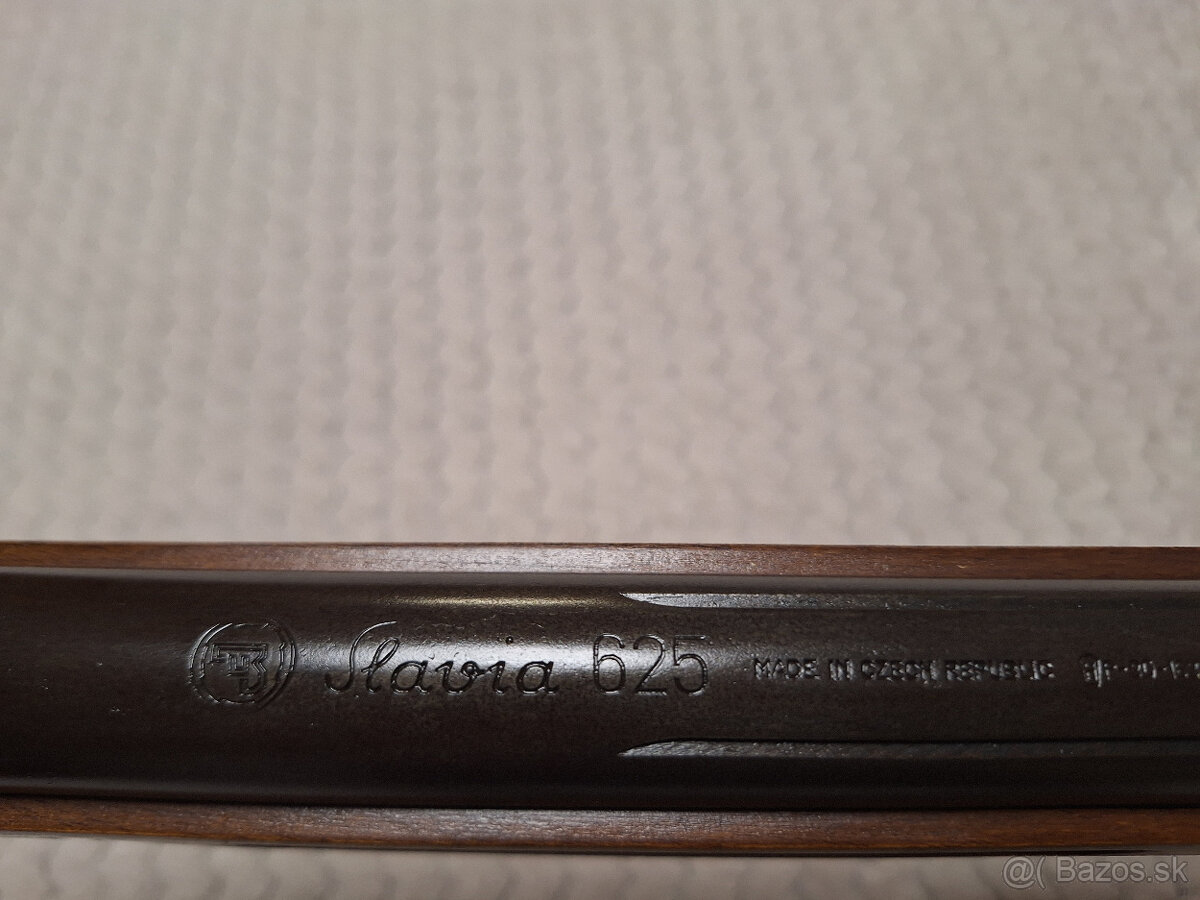 Slavia 625 MADE IN CZECH REPUBLIC
@( Bazos.sk